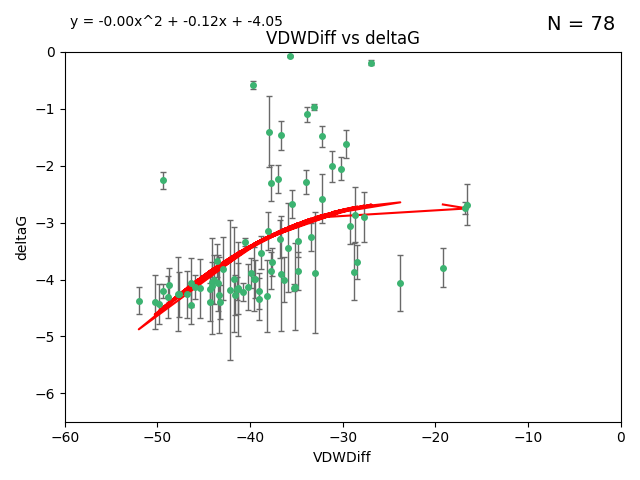 y = -0.00x^2 + -0.12x + -4.05
N = 78
VDWDiff vs deltaG
0
−1
−2
−3
−4
−5
−6
deltaG
−60 −50 −40 −30 −20 −10 0
VDWDiff